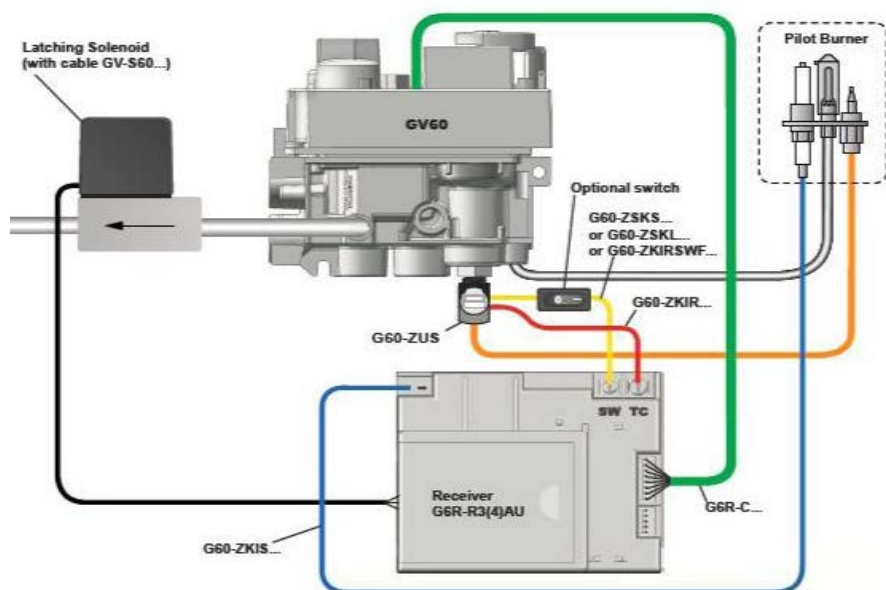 Latching Solenoid
(with cable GV-S60...)
Pilot Burner
GV60
Optional switch
G60-ZSKS...
or G60-ZSKL...
or G60-ZKIRSWF...
G60-ZKIR...
G60-ZUS
SW TC
Receiver
G6R-R3(4)AU
G6R-C...
G60-ZKIS...